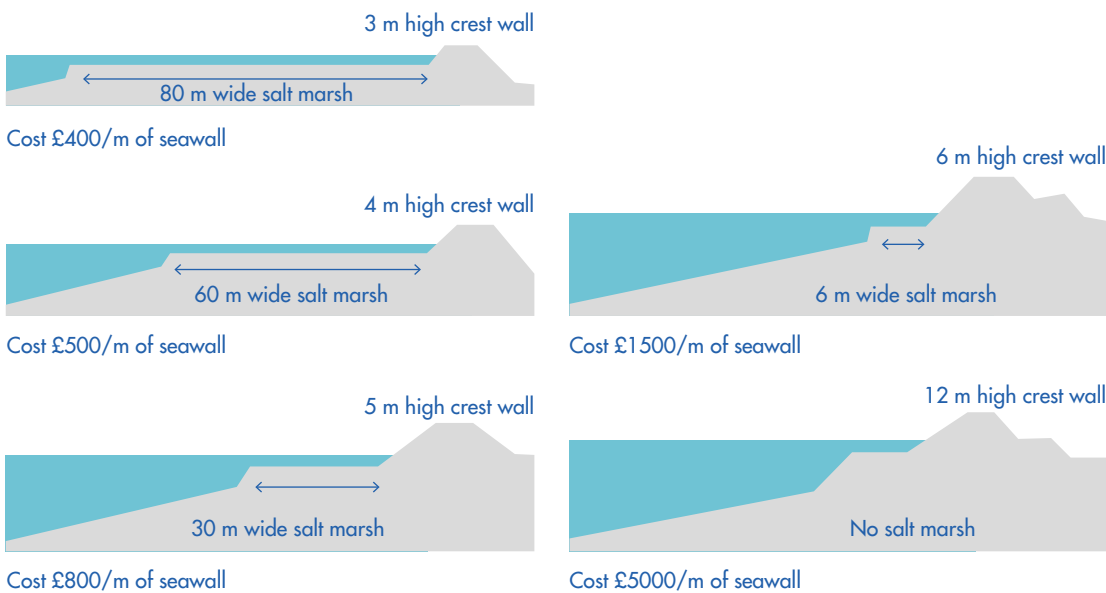 3 m high crest wall
80 m wide salt marsh
Cost £400/m of seawall
4 m high crest wall
60 m wide salt marsh
Cost £500/m of seawall
5 m high crest wall
30 m wide salt marsh
Cost £800/m of seawall
6 m high crest wall
6 m wide salt marsh
Cost £1500/m of seawall
12 m high crest wall
No salt marsh
Cost £5000/m of seawall